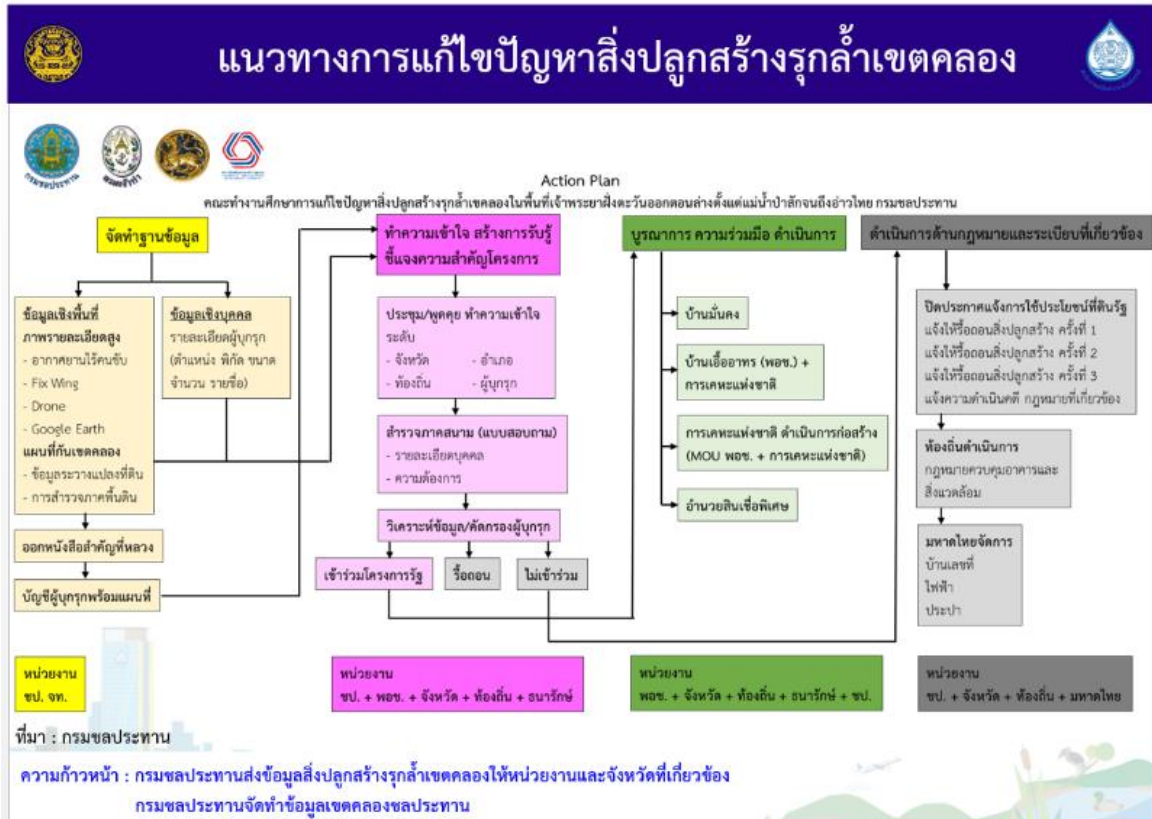 แนวทางการแก้ไขปัญหาสิ่งปลูกสร้างรุกล้ำเขตคลอง
กรมชลประทาน
กรมเจ้าท่า
Action Plan
คณะทำงานศึกษาการแก้ไขปัญหาสิ่งปลูกสร้างรุกล้ำเขคลองในพื้นที่เจ้าพระยาฝั่งตะวันออกตอนล่างตั้งแต่แม่น้ำป่าสักจนถึงอ่าวไทย กรมชลประทาน
จัดทำฐานข้อมูล
ข้อมูลเชิงพื้นที่
ภาพรายละเอียดสูง
- อากาศยานไร้คนขับ
- Fix Wing
- Drone
- Google Earth
แผนที่กันเขตคลอง
- ข้อมูลระวางแปลงที่ดิน
- การสำรวจภาคพื้นดิน
ข้อมูลเชิงบุคคล
รายละเอียดผู้บุกรุก
(ตำแหน่ง พิกัด ขนาด
จำนวน รายชื่อ)
ออกหนังสือสำคัญที่หลวง
บัญชีผู้บุกรุกพร้อมแผนที่
ทำความเข้าใจ สร้างการรับรู้
ชี้แจงความสำคัญโครงการ
ประชุม/พูดคุย ทำความเข้าใจ
ระดับ
- จังหวัด - อำเภอ
- ท้องถิ่น - ผู้บุกรุก
สำรวจภาคสนาม (แบบสอบถาม)
- รายละเอียดบุคคล
- ความต้องการ
วิเคราะห์ข้อมูล/คัดกรองผู้บุกรุก
เข้าร่วมโครงการรัฐ
รื้อถอน
ไม่เข้าร่วม
บูรณาการ ความร่วมมือ ดำเนินการ
บ้านมั่นคง
บ้านเอื้ออาทร (พอช.) +
การเคหะแห่งชาติ
การเคหะแห่งชาติ ดำเนินการก่อสร้าง
(MOU พอช. + การเคหะแห่งชาติ)
อำนวยสินเชื่อพิเศษ
ดำเนินการด้านกฎหมายและระเบียบที่เกี่ยวข้อง
ปิดประกาศแจ้งการใช้ประโยชน์ที่ดินรัฐ
แจ้งให้รื้อถอนสิ่งปลูกสร้าง ครั้งที่ 1
แจ้งให้รื้อถอนสิ่งปลูกสร้าง ครั้งที่ 2
แจ้งให้รื้อถอนสิ่งปลูกสร้าง ครั้งที่ 3
แจ้งความดำเนินคดี กฎหมายที่เกี่ยวข้อง
ท้องถิ่นดำเนินการ
กฎหมายควบคุมอาคารและ
สิ่งแวดล้อม
มหาดไทยจัดการ
บ้านเลขที่
ไฟฟ้า
ประปา
หน่วยงาน
ชป. จท.
หน่วยงาน
ชป. + พอช. + จังหวัด + ท้องถิ่น + ธนารักษ์
หน่วยงาน
พอช. + จังหวัด + ท้องถิ่น + ธนารักษ์ + ชป.
หน่วยงาน
ชป. + จังหวัด + ท้องถิ่น + มหาดไทย
ที่มา : กรมชลประทาน
ความก้าวหน้า : กรมชลประทานส่งข้อมูลสิ่งปลูกสร้างรุกล้ำเขตคลองให้หน่วยงานและจังหวัดที่เกี่ยวข้อง
กรมชลประทานจัดทำข้อมูลเขตคลองชลประทาน